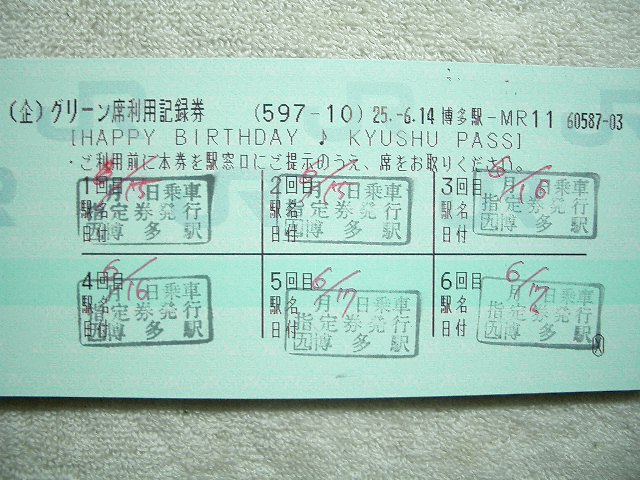 (企)グリーン席利用記録券 (597-10) 25.-6.14 博多駅-MR11 60587-03
[HAPPY BIRTHDAY ♪ KYUSHU PASS]
・ご利用前に本券を駅窓口にご提示のうえ、席をお取りください。
1回目 2回目 3回目
駅名 駅名 駅名
日付 日付 日付
6/15 6/15 6/16
月 日乗車 月 日乗車 月 日乗車
指定券発行 指定券発行 指定券発行
四博多駅 四博多駅 四博多駅
4回目 5回目 6回目
駅名 駅名 駅名
日付 日付 日付
6/16 6/17 6/17
月 日乗車 月 日乗車 月 日乗車
指定券発行 指定券発行 指定券発行
四博多駅 四博多駅 四博多駅